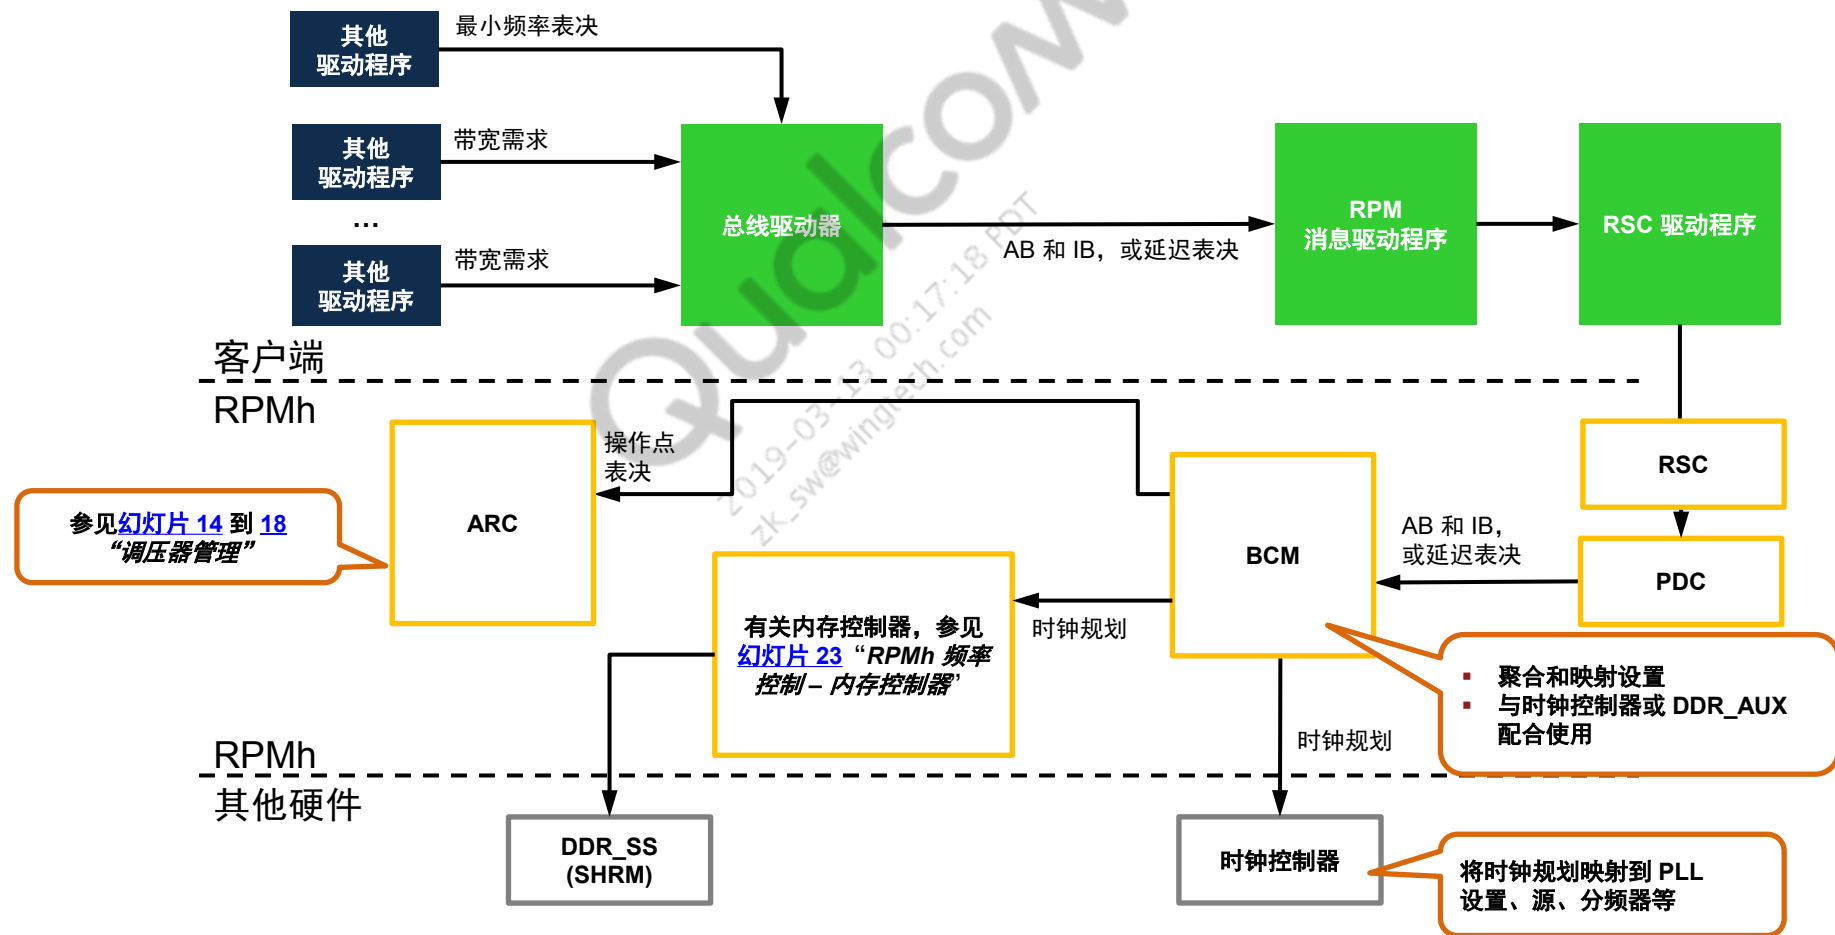 其他
驱动程序
最小频率表决
其他
驱动程序
带宽需求
…
其他
驱动程序
带宽需求
总线驱动器
AB 和 IB，或延迟表决
RPM
消息驱动程序
RSC 驱动程序
客户端
RPMh
ARC
操作点
表决
参见幻灯片 14 到 18
“调压器管理”
有关内存控制器，参见
幻灯片 23 “RPMh 频率
控制 – 内存控制器”
时钟规划
BCM
AB 和 IB，
或延迟表决
RSC
PDC
▪ 聚合和映射设置
▪ 与时钟控制器或 DDR_AUX
配合使用
时钟规划
RPMh
其他硬件
DDR_SS
(SHRM)
时钟控制器
将时钟规划映射到 PLL
设置、源、分频器等
Qualcom
2019-03-13 00:17:18 PDT
zk_sw@wingtech.com